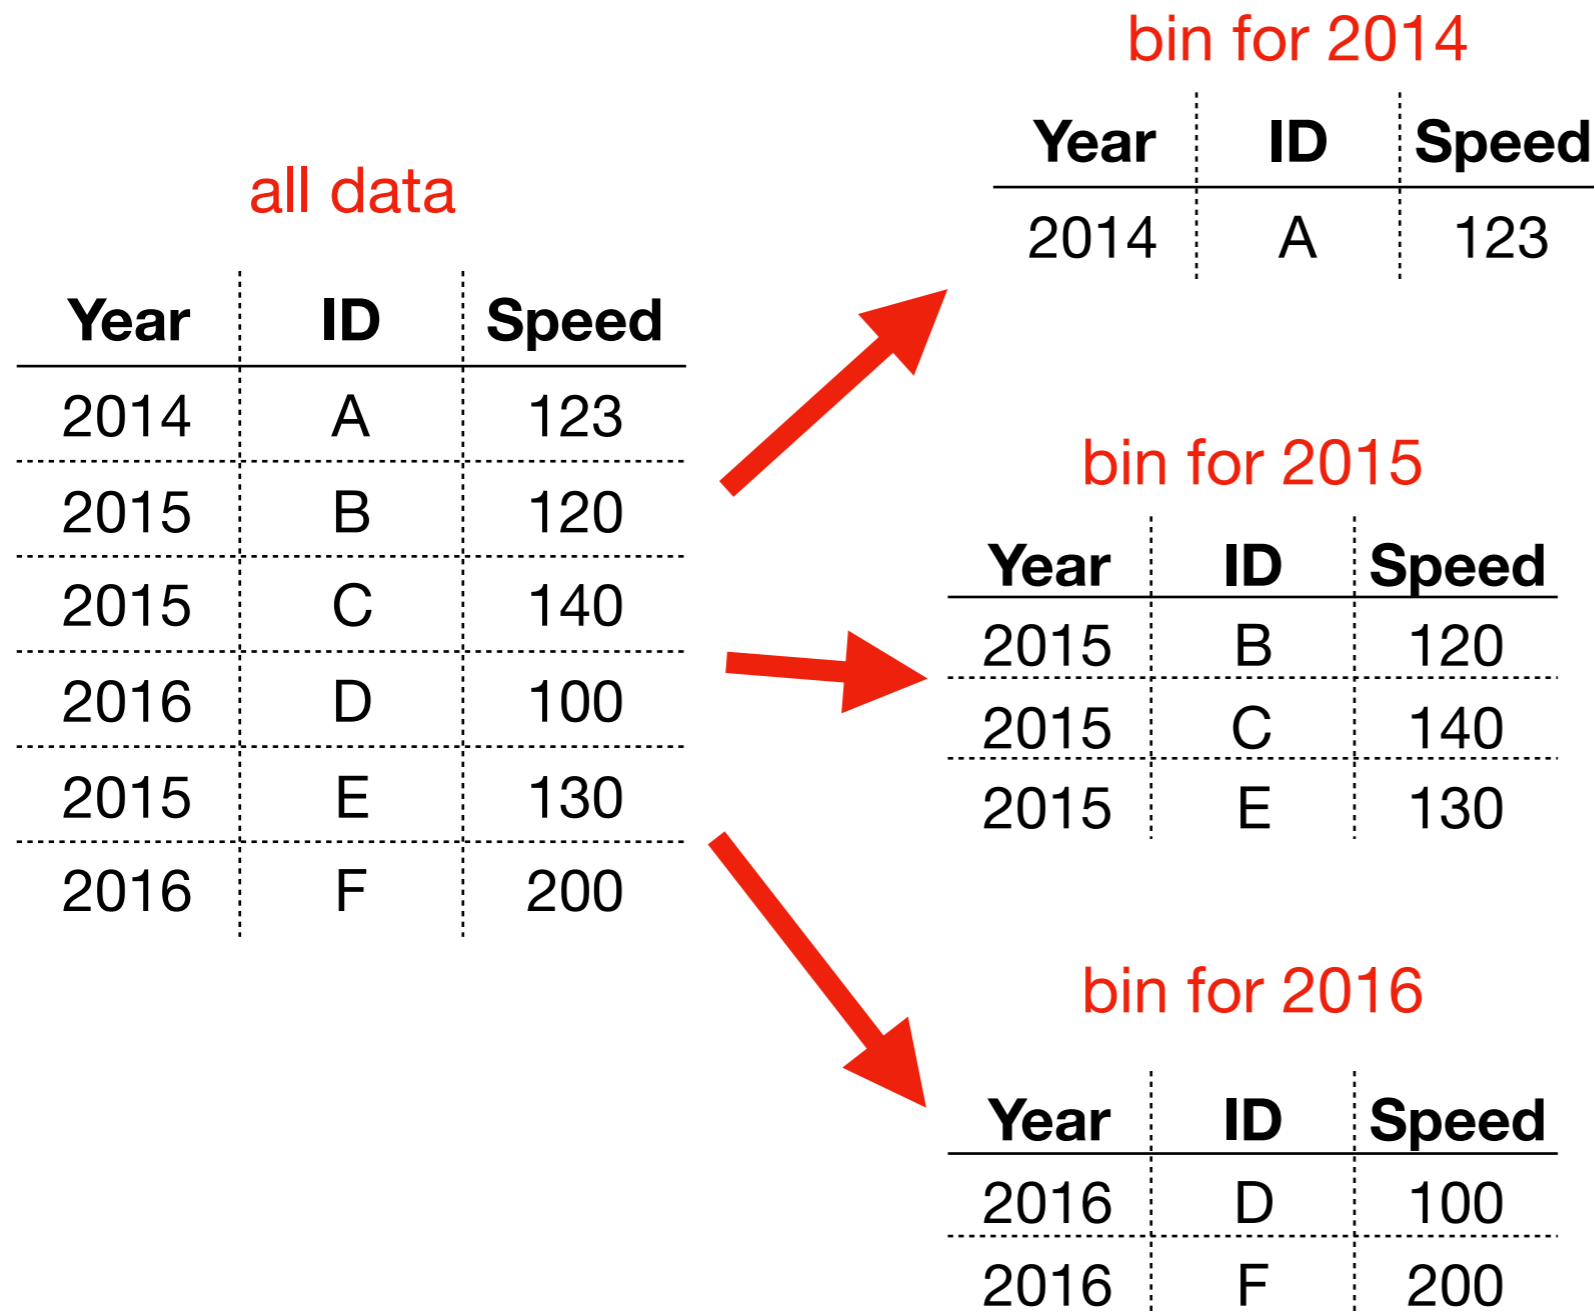 all data
Year ID Speed
2014 A 123
2015 B 120
2015 C 140
2016 D 100
2015 E 130
2016 F 200
bin for 2014
Year ID Speed
2014 A 123
bin for 2015
Year ID Speed
2015 B 120
2015 C 140
2015 E 130
bin for 2016
Year ID Speed
2016 D 100
2016 F 200